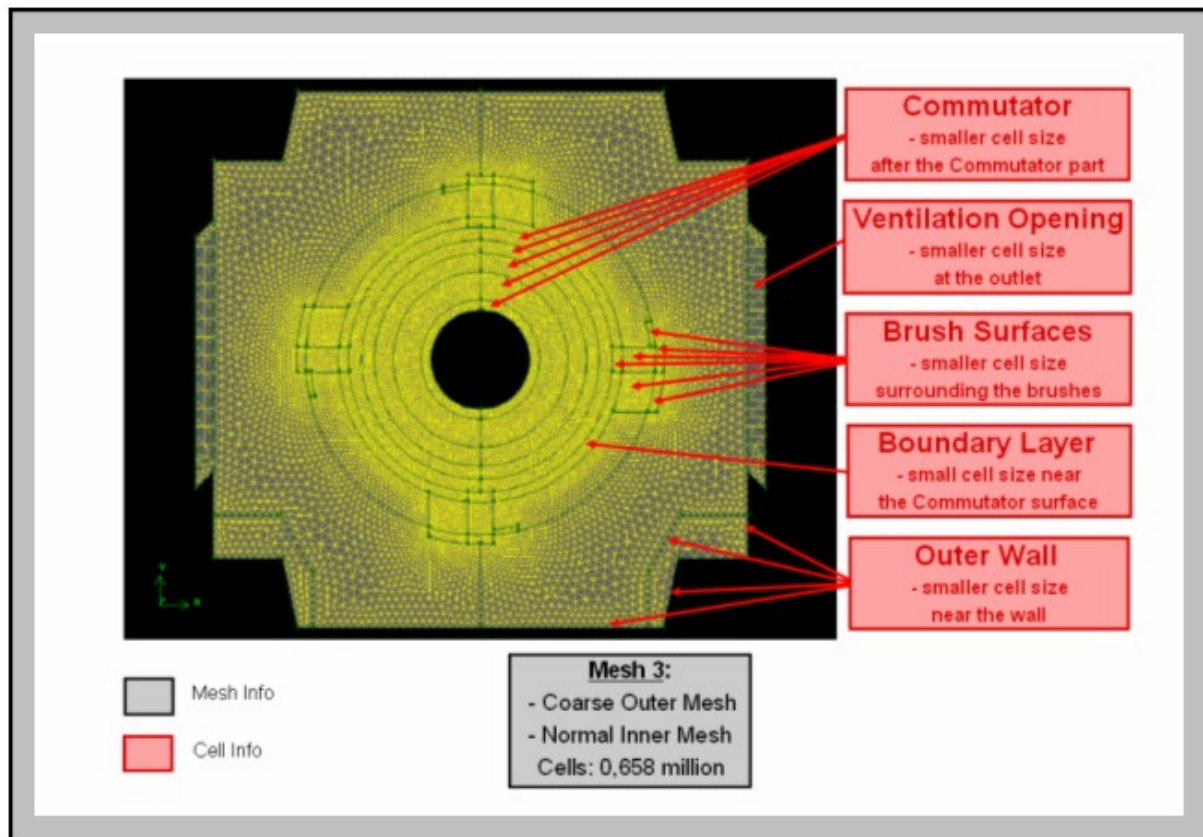 Commutator
- smaller cell size
after the Commutator part
Ventilation Opening
- smaller cell size
at the outlet
Brush Surfaces
- smaller cell size
surrounding the brushes
Boundary Layer
- small cell size near
the Commutator surface
Outer Wall
- smaller cell size
near the wall
Y
X
Mesh Info
Cell Info
Mesh 3:
- Coarse Outer Mesh
- Normal Inner Mesh
Cells: 0,658 million